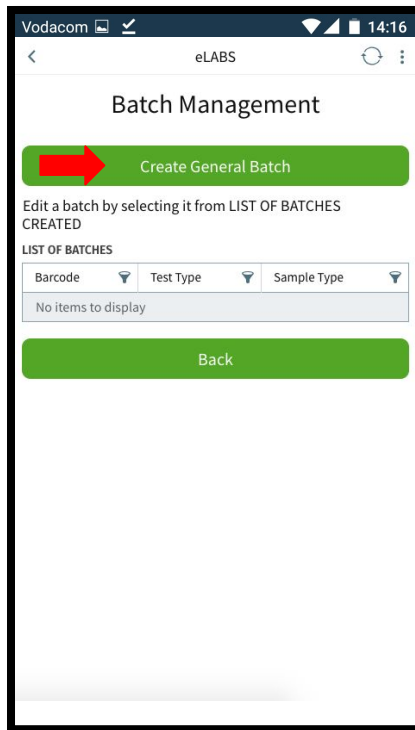 Vodacom 14:16
eLABS
Batch Management
Create General Batch
Edit a batch by selecting it from LIST OF BATCHES
CREATED
LIST OF BATCHES
Barcode Test Type Sample Type
No items to display
Back